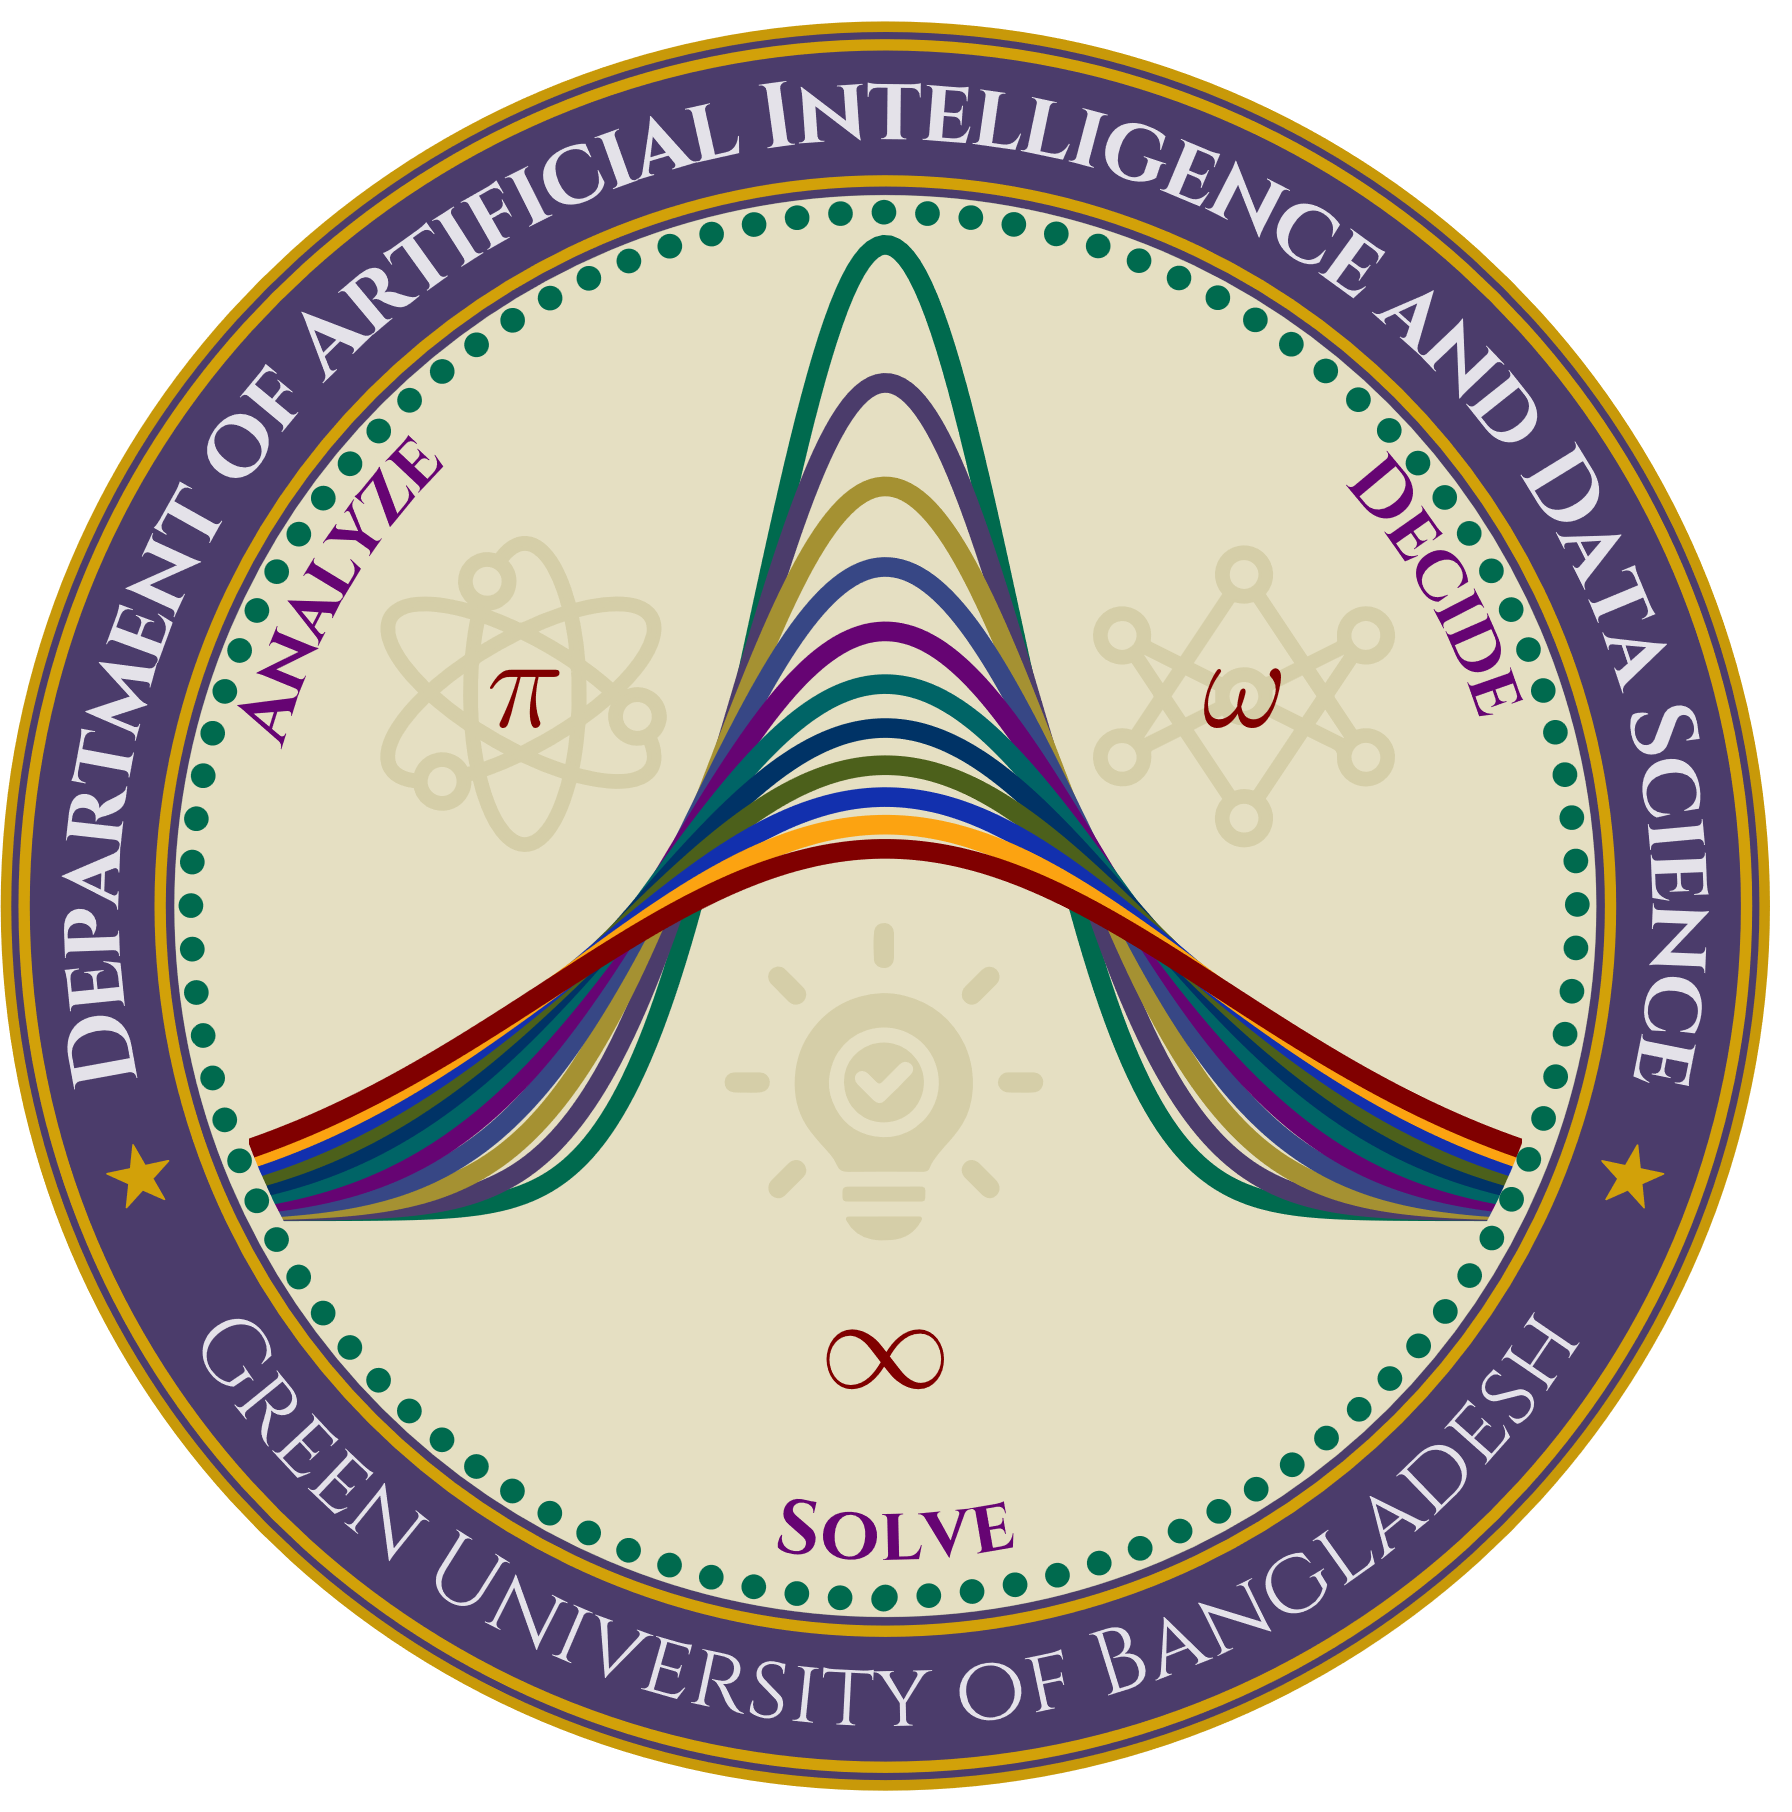 Department of Artificial Intelligence and Data Science
Analyze
Decide
π
ω
∞
Solve
Green University of Bangladesh